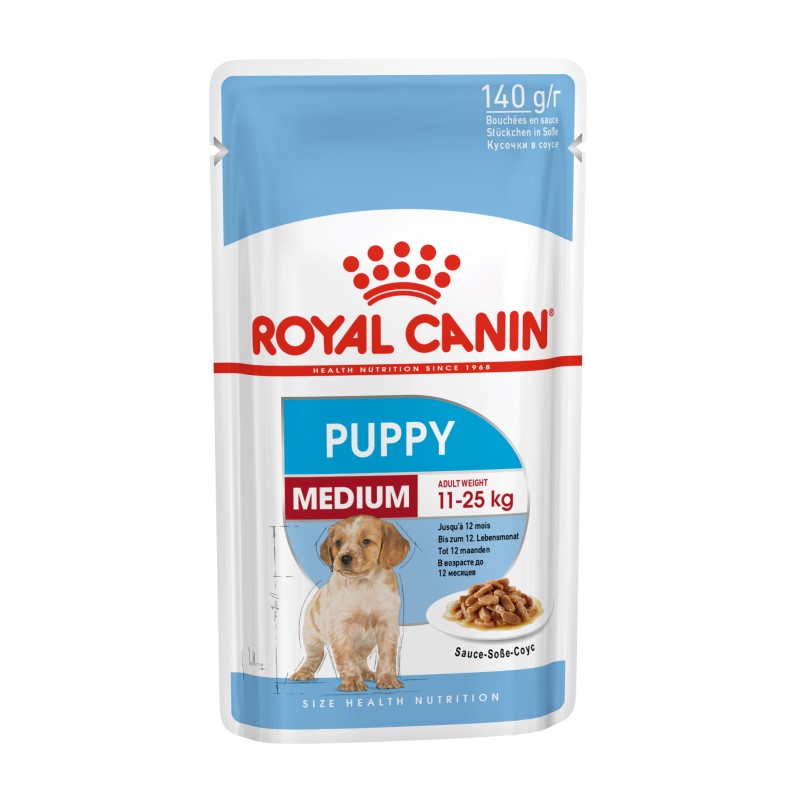 140 g/г
Bouchées en sauce
Stückchen in Soße
Кусочки в соусе
ROYAL CANIN®
HEALTH NUTRITION SINCE 1968
PUPPY
MEDIUM
ADULT WEIGHT
11-25 kg
Jusqu'à 12 mois
Bis zum 12. Lebensmonat
Tot 12 maanden
В возрасте до
12 месяцев
Sauce-Soße-Соус
SIZE HEALTH NUTRITION